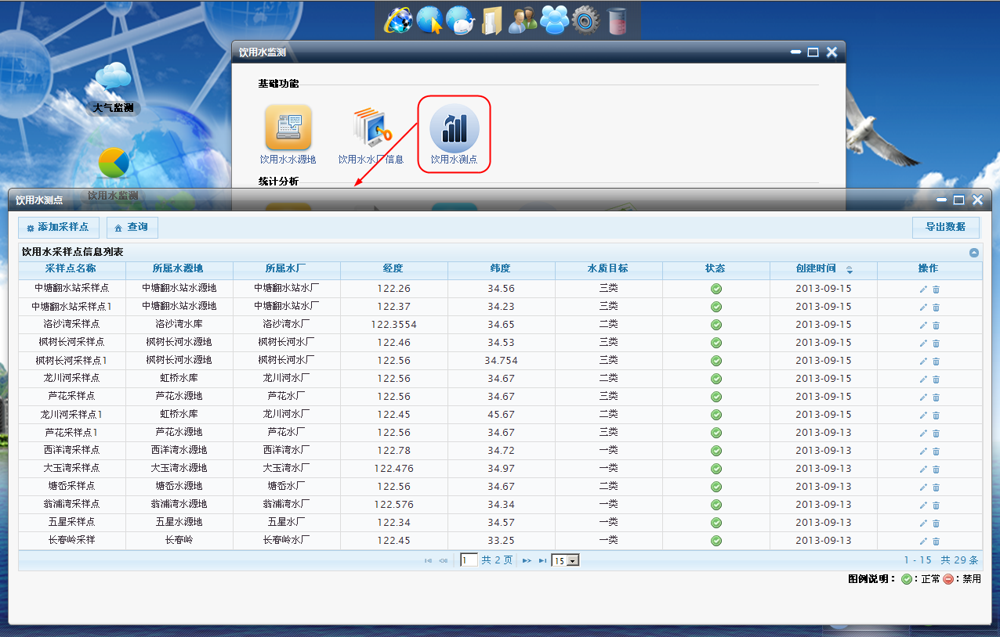 饮用水监测
基础功能
大气监测
饮用水水源地 饮用水水厂信息 饮用水测点
统计分析
饮用水监测
饮用水测点
添加采样点 查询 导出数据
饮用水采样点信息列表
采样点名称 所属水源地 所属水厂 经度 纬度 水质目标 状态 创建时间 操作
中塘翻水站采样点 中塘翻水站水源地 中塘翻水站水厂 122.26 34.56 三类 2013-09-15
中塘翻水站采样点1 中塘翻水站水源地 中塘翻水站水厂 122.37 34.23 三类 2013-09-15
洛沙湾采样点 洛沙湾水库 洛沙湾水厂 122.3554 34.65 二类 2013-09-15
枫树长河采样点 枫树长河水源地 枫树长河水厂 122.46 34.53 三类 2013-09-15
枫树长河采样点1 枫树长河水源地 枫树长河水厂 122.56 34.754 三类 2013-09-15
龙川河采样点 虹桥水库 龙川河水厂 122.56 34.67 二类 2013-09-15
芦花采样点 芦花水源地 芦花水厂 122.56 34.67 三类 2013-09-15
龙川河采样点1 虹桥水库 龙川河水厂 122.45 45.67 二类 2013-09-15
芦花采样点1 芦花水源地 芦花水厂 122.56 34.67 三类 2013-09-13
西洋湾采样点 西洋湾水源地 西洋湾水厂 122.78 34.72 一类 2013-09-13
大玉湾采样点 大玉湾水源地 大玉湾水厂 122.476 34.97 一类 2013-09-13
塘岙采样点 塘岙水源地 塘岙水厂 122.56 34.67 二类 2013-09-13
翁浦湾采样点 翁浦湾水源地 翁浦湾水厂 122.576 34.34 一类 2013-09-13
五星采样点 五星水源地 五星水厂 122.34 34.57 一类 2013-09-13
长春岭采样 长春岭 长春岭水厂 122.45 33.25 一类 2013-09-13
1 共 2 页 15 1 - 15 共 29 条
图例说明： ：正常 ：禁用